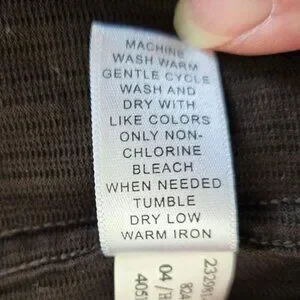 MACHINE
WASH WARM
GENTLE CYCLE
WASH AND
DRY WITH
LIKE COLORS
ONLY NON-
CHLORINE
BLEACH
WHEN NEEDED
TUMBLE
DRY LOW
WARM IRON